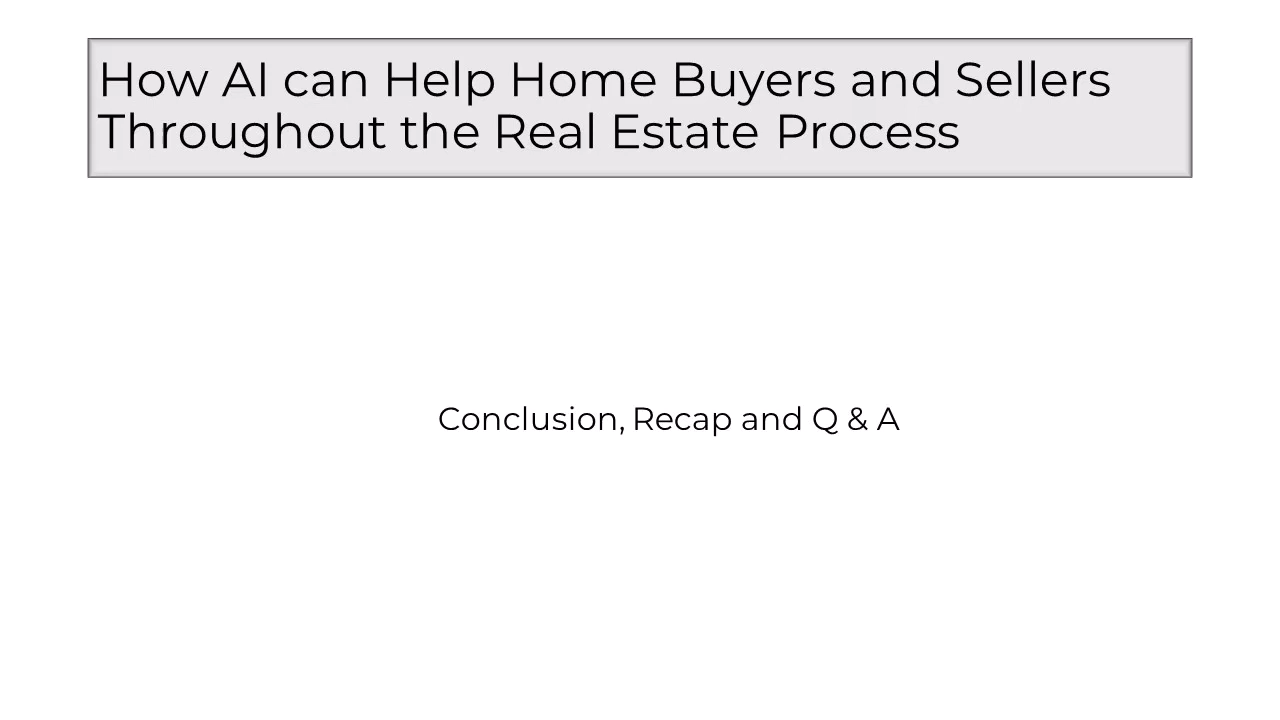 How AI can Help Home Buyers and Sellers
Throughout the Real Estate Process
Conclusion, Recap and Q & A